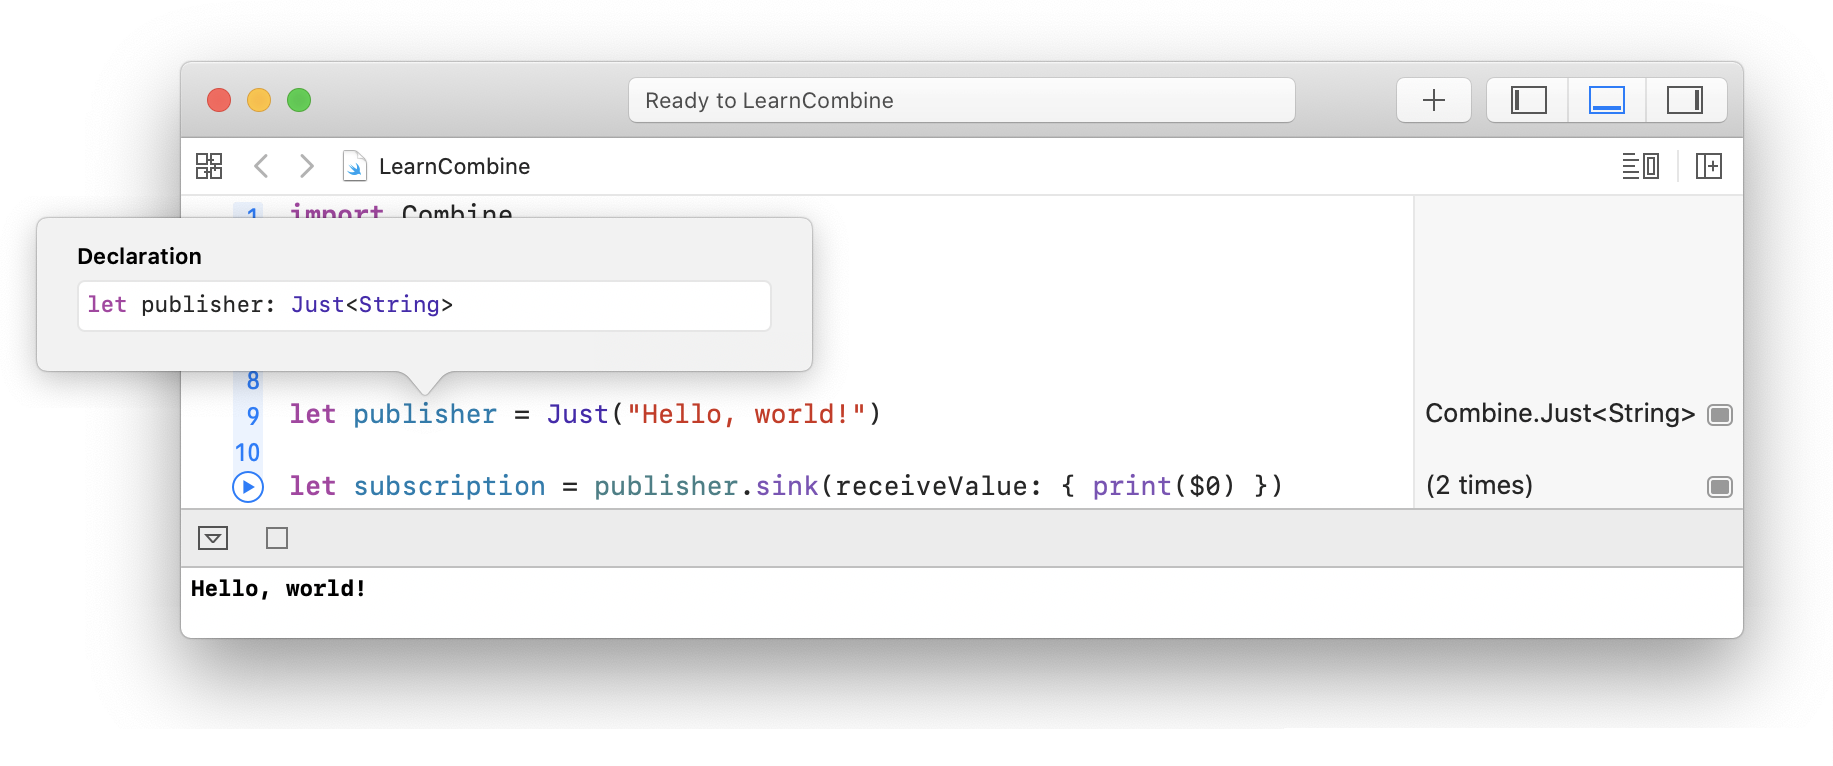 Ready to LearnCombine
LearnCombine
1 import Combine
Declaration
let publisher: Just<String>
8
9 let publisher = Just("Hello, world!") Combine.Just<String>
10
let subscription = publisher.sink(receiveValue: { print($0) }) (2 times)
Hello, world!